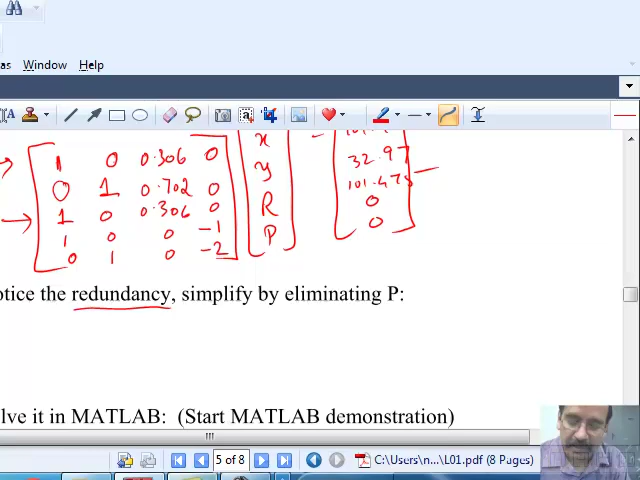 as Window Help
1 0 0.306 0 x
0 1 0.702 0 y 32.97
1 0 0.306 0 R 101.478
1 0 0 -1 P 0
0 1 0 -2 0
otice the redundancy, simplify by eliminating P:
olve it in MATLAB: (Start MATLAB demonstration)
5 of 8 C:\Users\n...\L01.pdf (8 Pages)